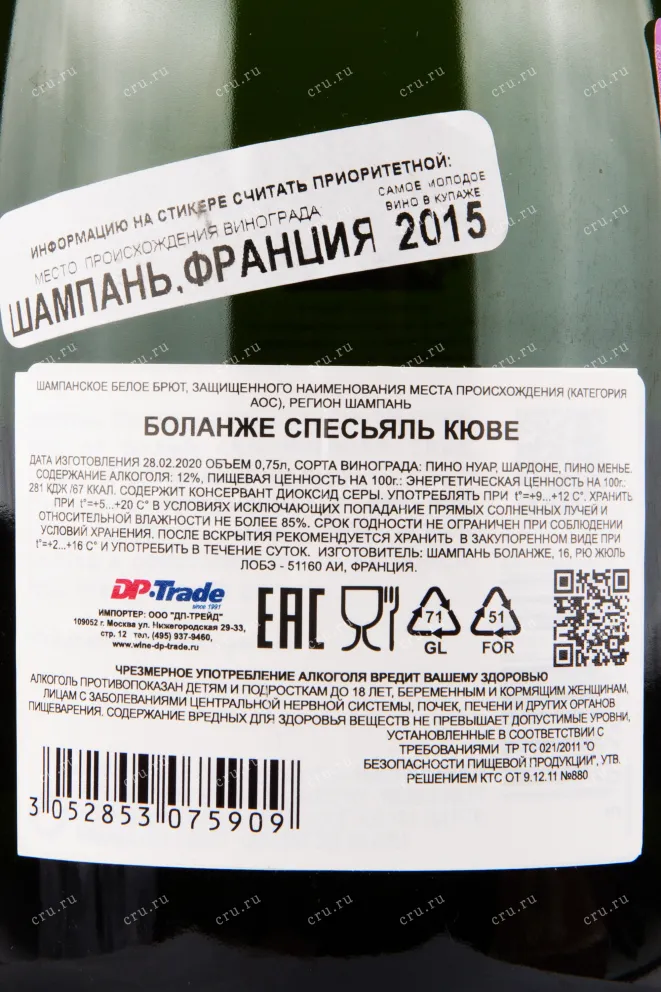 ИНФОРМАЦИЮ НА СТИКЕРЕ СЧИТАТЬ ПРИОРИТЕТНОЙ:
МЕСТО ПРОИСХОЖДЕНИЯ ВИНОГРАДА:
САМОЕ МОЛОДОЕ
ВИНО В КУПАЖЕ
ШАМПАНЬ, ФРАНЦИЯ 2015
ШАМПАНСКОЕ БЕЛОЕ БРЮТ, ЗАЩИЩЕННОГО НАИМЕНОВАНИЯ МЕСТА ПРОИСХОЖДЕНИЯ (КАТЕГОРИЯ
АОС), РЕГИОН ШАМПАНЬ
БОЛАНЖЕ СПЕСЬЯЛЬ КЮВЕ
ДАТА ИЗГОТОВЛЕНИЯ 28.02.2020 ОБЪЕМ 0,75л, СОРТА ВИНОГРАДА: ПИНО НУАР, ШАРДОНЕ, ПИНО МЕНЬЕ.
СОДЕРЖАНИЕ АЛКОГОЛЯ: 12%, ПИЩЕВАЯ ЦЕННОСТЬ НА 100г.: ЭНЕРГЕТИЧЕСКАЯ ЦЕННОСТЬ НА 100г.:
281 КДЖ /67 ККАЛ. СОДЕРЖИТ КОНСЕРВАНТ ДИОКСИД СЕРЫ. УПОТРЕБЛЯТЬ ПРИ t°=+9...+12 С°. ХРАНИТЬ
ПРИ t°=+5...+20 С° В УСЛОВИЯХ ИСКЛЮЧАЮЩИХ ПОПАДАНИЕ ПРЯМЫХ СОЛНЕЧНЫХ ЛУЧЕЙ И
ОТНОСИТЕЛЬНОЙ ВЛАЖНОСТИ НЕ БОЛЕЕ 85%. СРОК ГОДНОСТИ НЕ ОГРАНИЧЕН ПРИ СОБЛЮДЕНИИ
УСЛОВИЙ ХРАНЕНИЯ. ПОСЛЕ ВСКРЫТИЯ РЕКОМЕНДУЕТСЯ ХРАНИТЬ В ЗАКУПОРЕННОМ ВИДЕ ПРИ
t°=+2...+16 С° И УПОТРЕБИТЬ В ТЕЧЕНИЕ СУТОК. ИЗГОТОВИТЕЛЬ: ШАМПАНЬ БОЛАНЖЕ, 16, РЮ ЖЮЛЬ
ЛОБЭ - 51160 АИ, ФРАНЦИЯ.
DP-Trade
since 1991
ИМПОРТЕР: ООО "ДП-ТРЕЙД"
109052 г. Москва ул. Нижегородская 29-33,
стр. 12 тел. (495) 937-9460,
www.wine-dp-trade.ru
EAC
71
GL
51
FOR
ЧРЕЗМЕРНОЕ УПОТРЕБЛЕНИЕ АЛКОГОЛЯ ВРЕДИТ ВАШЕМУ ЗДОРОВЬЮ
АЛКОГОЛЬ ПРОТИВОПОКАЗАН ДЕТЯМ И ПОДРОСТКАМ ДО 18 ЛЕТ, БЕРЕМЕННЫМ И КОРМЯЩИМ ЖЕНЩИНАМ,
ЛИЦАМ С ЗАБОЛЕВАНИЯМИ ЦЕНТРАЛЬНОЙ НЕРВНОЙ СИСТЕМЫ, ПОЧЕК, ПЕЧЕНИ И ДРУГИХ ОРГАНОВ
ПИЩЕВАРЕНИЯ. СОДЕРЖАНИЕ ВРЕДНЫХ ДЛЯ ЗДОРОВЬЯ ВЕЩЕСТВ НЕ ПРЕВЫШАЕТ ДОПУСТИМЫЕ УРОВНИ,
УСТАНОВЛЕННЫЕ В СООТВЕТСТВИИ С
ТРЕБОВАНИЯМИ ТР ТС 021/2011 "О
БЕЗОПАСНОСТИ ПИЩЕВОЙ ПРОДУКЦИИ", УТВ.
РЕШЕНИЕМ КТС ОТ 9.12.11 №880
3 052853 075909